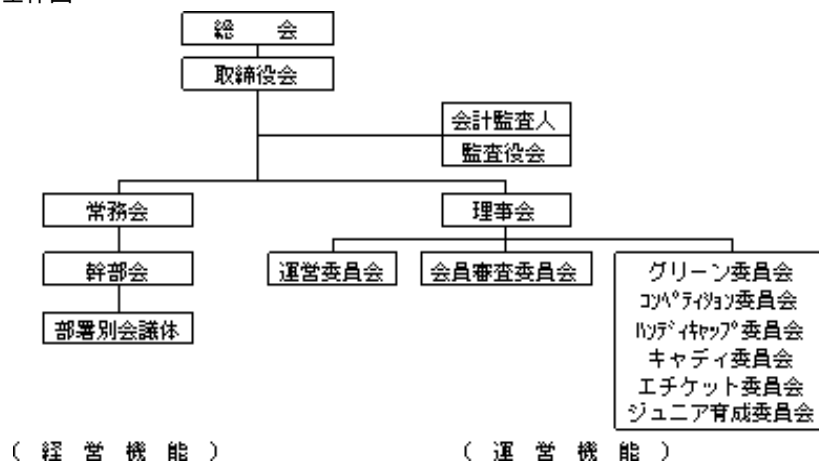 総　会
取締役会
会計監査人
監査役会
常務会
理事会
幹部会
運営委員会
会員審査委員会
グリーン委員会
ｺﾝﾍﾟﾃｨｼｮﾝ委員会
ﾊﾝﾃﾞｨｷｬｯﾌﾟ委員会
キャディ委員会
エチケット委員会
ジュニア育成委員会
部署別会議体
（ 経 営 機 能 ）
（ 運 営 機 能 ）